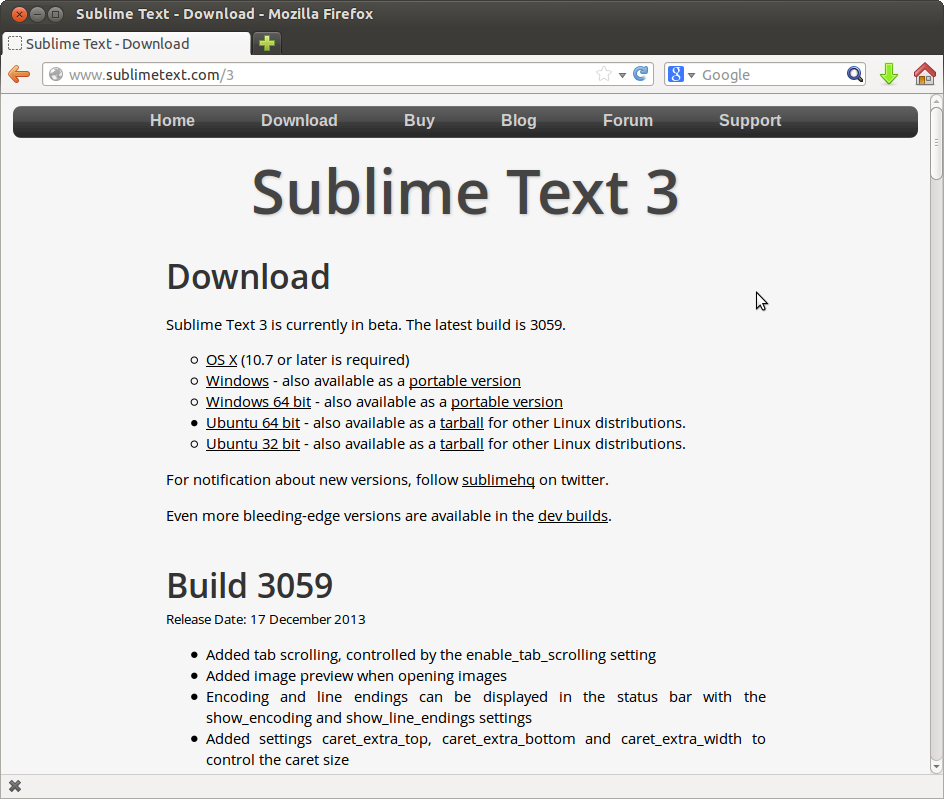 Sublime Text - Download - Mozilla Firefox
Sublime Text - Download
www.sublimetext.com/3
8 Google
Home Download Buy Blog Forum Support
Sublime Text 3
Download
Sublime Text 3 is currently in beta. The latest build is 3059.
OS X (10.7 or later is required)
Windows - also available as a portable version
Windows 64 bit - also available as a portable version
Ubuntu 64 bit - also available as a tarball for other Linux distributions.
Ubuntu 32 bit - also available as a tarball for other Linux distributions.
For notification about new versions, follow sublimehq on twitter.
Even more bleeding-edge versions are available in the dev builds.
Build 3059
Release Date: 17 December 2013
Added tab scrolling, controlled by the enable_tab_scrolling setting
Added image preview when opening images
Encoding and line endings can be displayed in the status bar with the
show_encoding and show_line_endings settings
Added settings caret_extra_top, caret_extra_bottom and caret_extra_width to
control the caret size